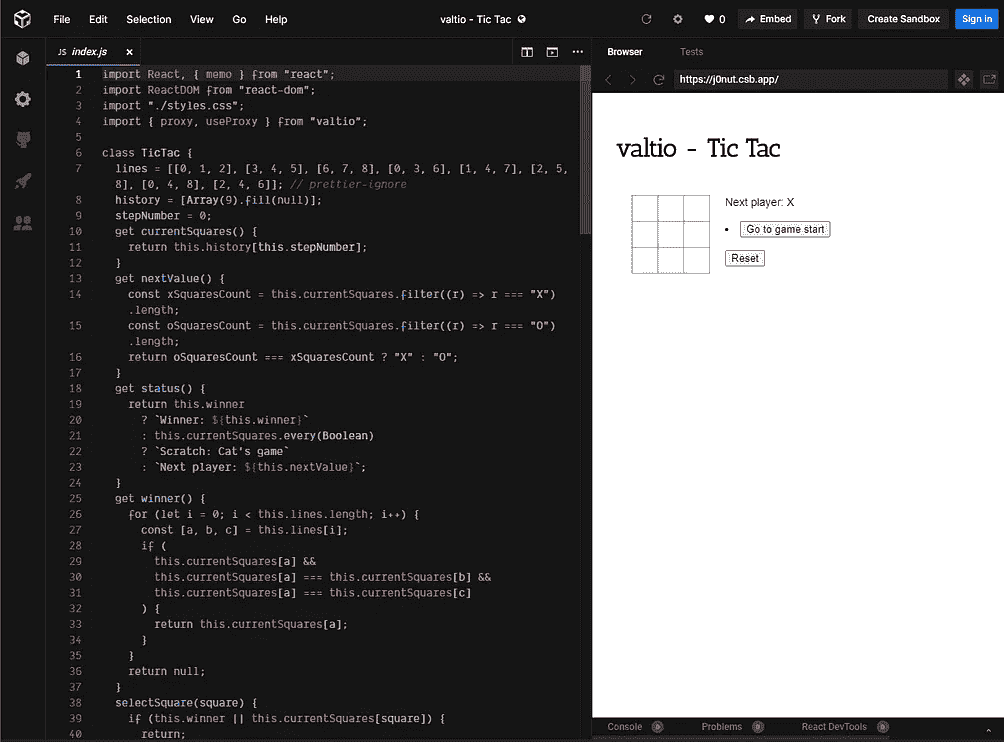 File Edit Selection View Go Help
valtio - Tic Tac
0 Embed Fork Create Sandbox Sign in
JS index.js ×
Browser Tests
https://j0nut.csb.app/
1 import React, { memo } from "react";
2 import ReactDOM from "react-dom";
3 import "./styles.css";
4 import { proxy, useProxy } from "valtio";
5
6 class TicTac {
7 lines = [[0, 1, 2], [3, 4, 5], [6, 7, 8], [0, 3, 6], [1, 4, 7], [2, 5,
8], [0, 4, 8], [2, 4, 6]]; // prettier-ignore
8 history = [Array(9).fill(null)];
9 stepNumber = 0;
10 get currentSquares() {
11 return this.history[this.stepNumber];
12 }
13 get nextValue() {
14 const xSquaresCount = this.currentSquares.filter((r) => r === "X")
.length;
15 const oSquaresCount = this.currentSquares.filter((r) => r === "O")
.length;
16 return oSquaresCount === xSquaresCount ? "X" : "O";
17 }
18 get status() {
19 return this.winner
20 ? `Winner: ${this.winner}`
21 : this.currentSquares.every(Boolean)
22 ? `Scratch: Cat's game`
23 : `Next player: ${this.nextValue}`;
24 }
25 get winner() {
26 for (let i = 0; i < this.lines.length; i++) {
27 const [a, b, c] = this.lines[i];
28 if (
29 this.currentSquares[a] &&
30 this.currentSquares[a] === this.currentSquares[b] &&
31 this.currentSquares[a] === this.currentSquares[c]
32 ) {
33 return this.currentSquares[a];
34 }
35 }
36 return null;
37 }
38 selectSquare(square) {
39 if (this.winner || this.currentSquares[square]) {
40 return;
valtio - Tic Tac
Next player: X
• Go to game start
Reset
Console 0 Problems 0 React DevTools 0